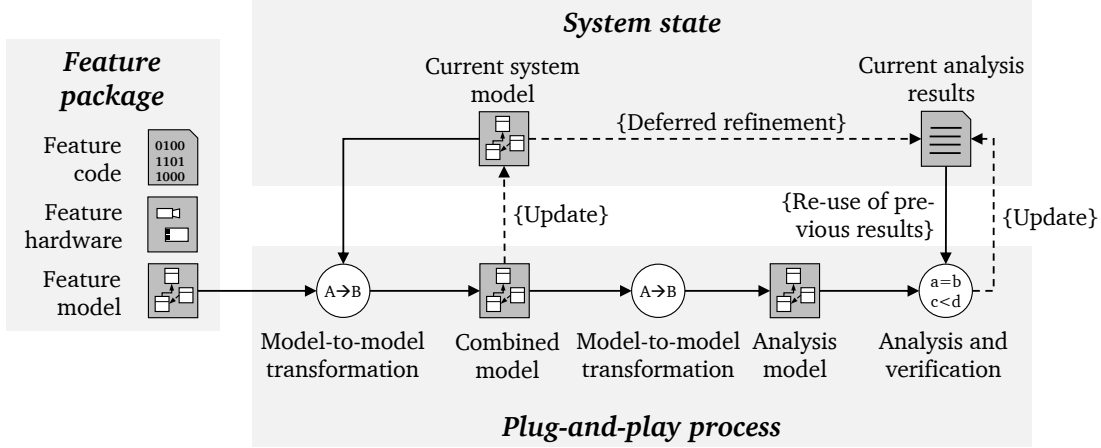 System state
Feature
package
Current system
model
Current analysis
results
{Deferred refinement}
Feature
code
0100
1101
1000
Feature
hardware
{Update}
{Re-use of pre-
vious results}
{Update}
Feature
model
A→B
A→B
a=b
c<d
Model-to-model
transformation
Combined
model
Model-to-model
transformation
Analysis
model
Analysis and
verification
Plug-and-play process